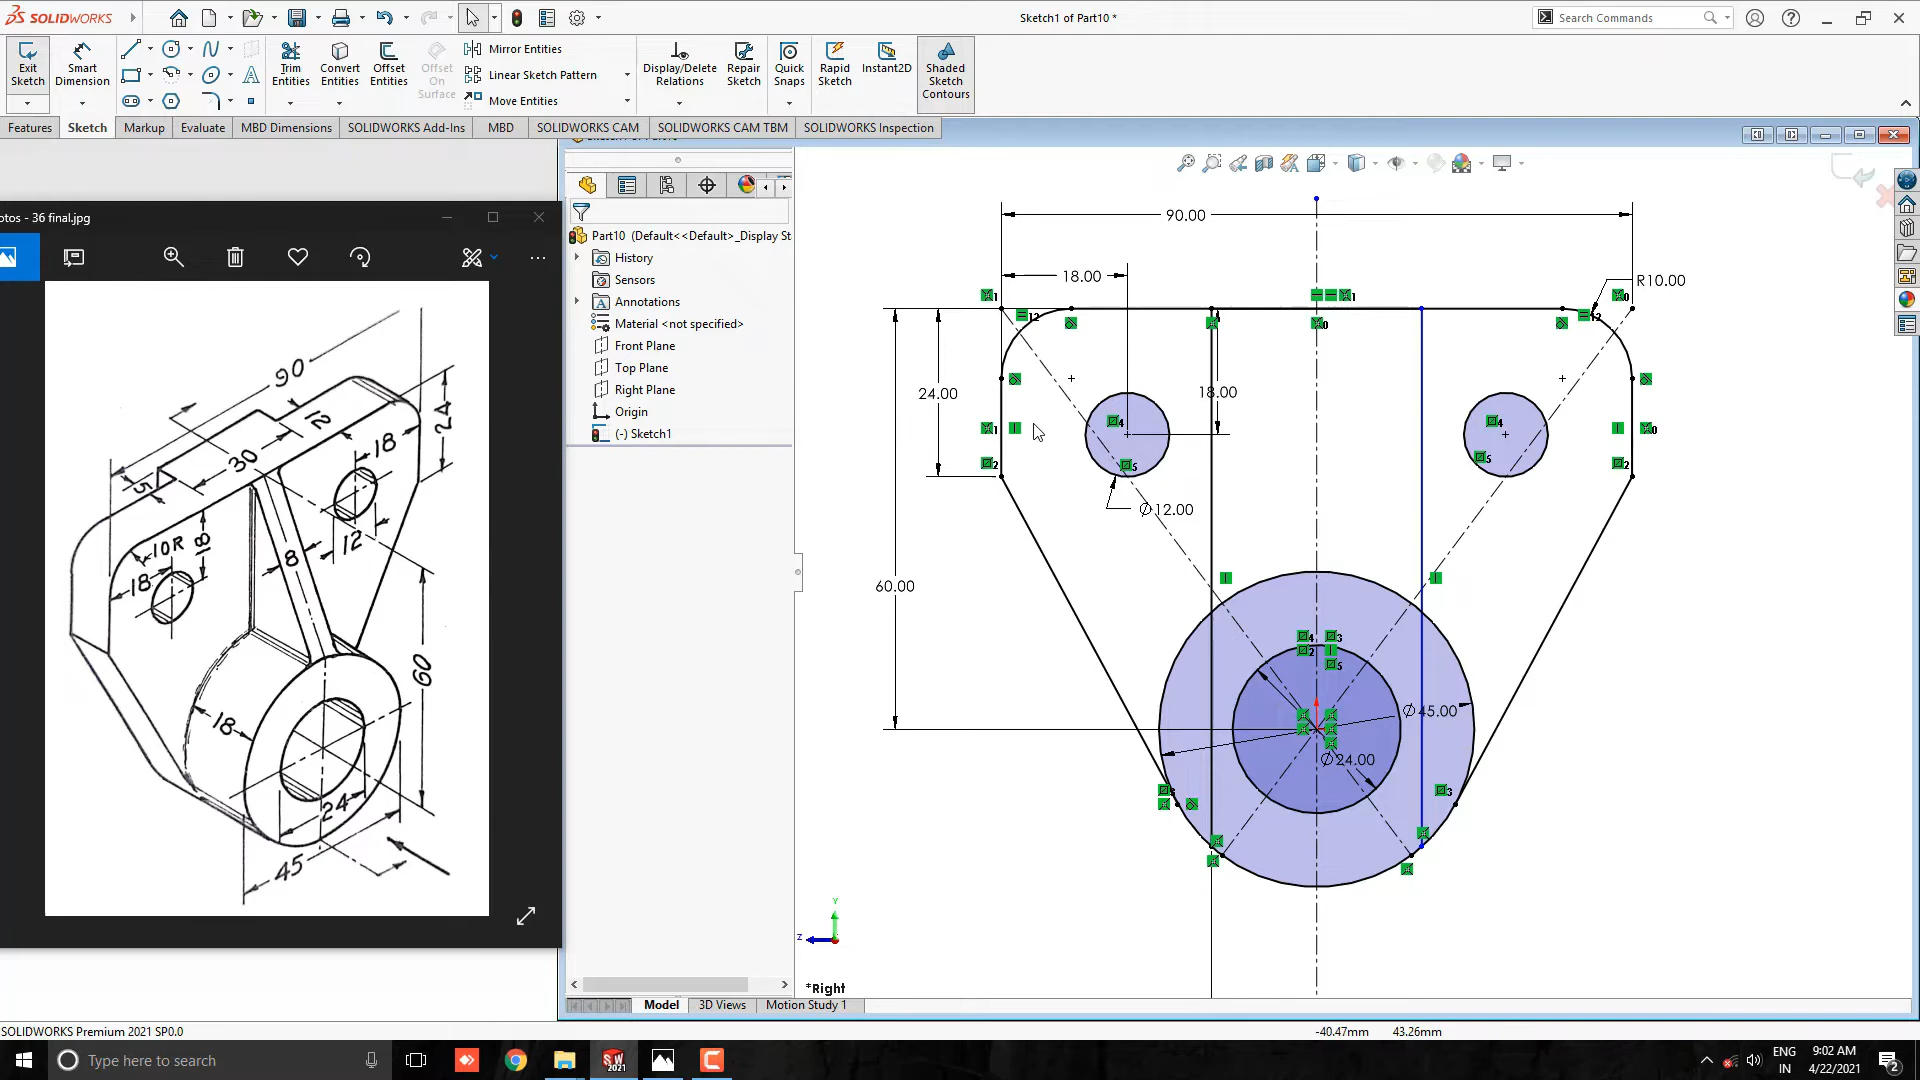 SOLIDWORKS
Sketch1 of Part10 *
Search Commands
Exit Sketch
Smart Dimension
Trim Entities
Convert Entities
Offset Entities
Offset On Surface
Mirror Entities
Linear Sketch Pattern
Move Entities
Display/Delete Relations
Repair Sketch
Quick Snaps
Rapid Sketch
Instant2D
Shaded Sketch Contours
Features
Sketch
Markup
Evaluate
MBD Dimensions
SOLIDWORKS Add-Ins
MBD
SOLIDWORKS CAM
SOLIDWORKS CAM TBM
SOLIDWORKS Inspection
otos - 36 final.jpg
90
12
24
18
30
5
10R
18
18
8
12
60
18
24
45
Part10 (Default<<Default>_Display St
History
Sensors
Annotations
Material <not specified>
Front Plane
Top Plane
Right Plane
Origin
(-) Sketch1
90.00
18.00
R10.00
24.00
18.00
∅12.00
60.00
∅45.00
∅24.00
Y
Z
*Right
Model
3D Views
Motion Study 1
SOLIDWORKS Premium 2021 SP0.0
-40.47mm
43.26mm
Type here to search
SW
2021
ENG
IN
9:02 AM
4/22/2021
2